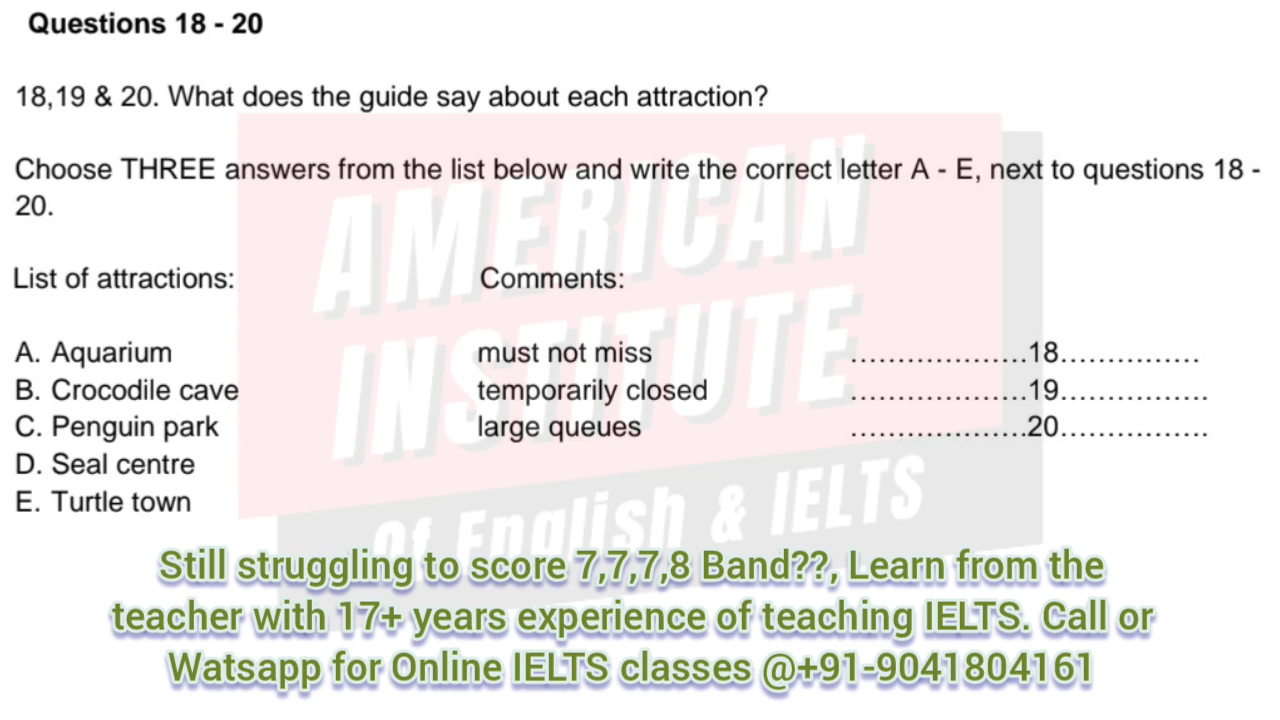 Questions 18 - 20
18,19 & 20. What does the guide say about each attraction?
Choose THREE answers from the list below and write the correct letter A - E, next to questions 18 -
20.
List of attractions: Comments:
A. Aquarium must not miss ...................18...............
B. Crocodile cave temporarily closed ...................19................
C. Penguin park large queues ...................20................
D. Seal centre
E. Turtle town
AMERICAN
INSTITUTE
Of English & IELTS
Still struggling to score 7,7,7,8 Band??, Learn from the
teacher with 17+ years experience of teaching IELTS. Call or
Watsapp for Online IELTS classes @+91-9041804161